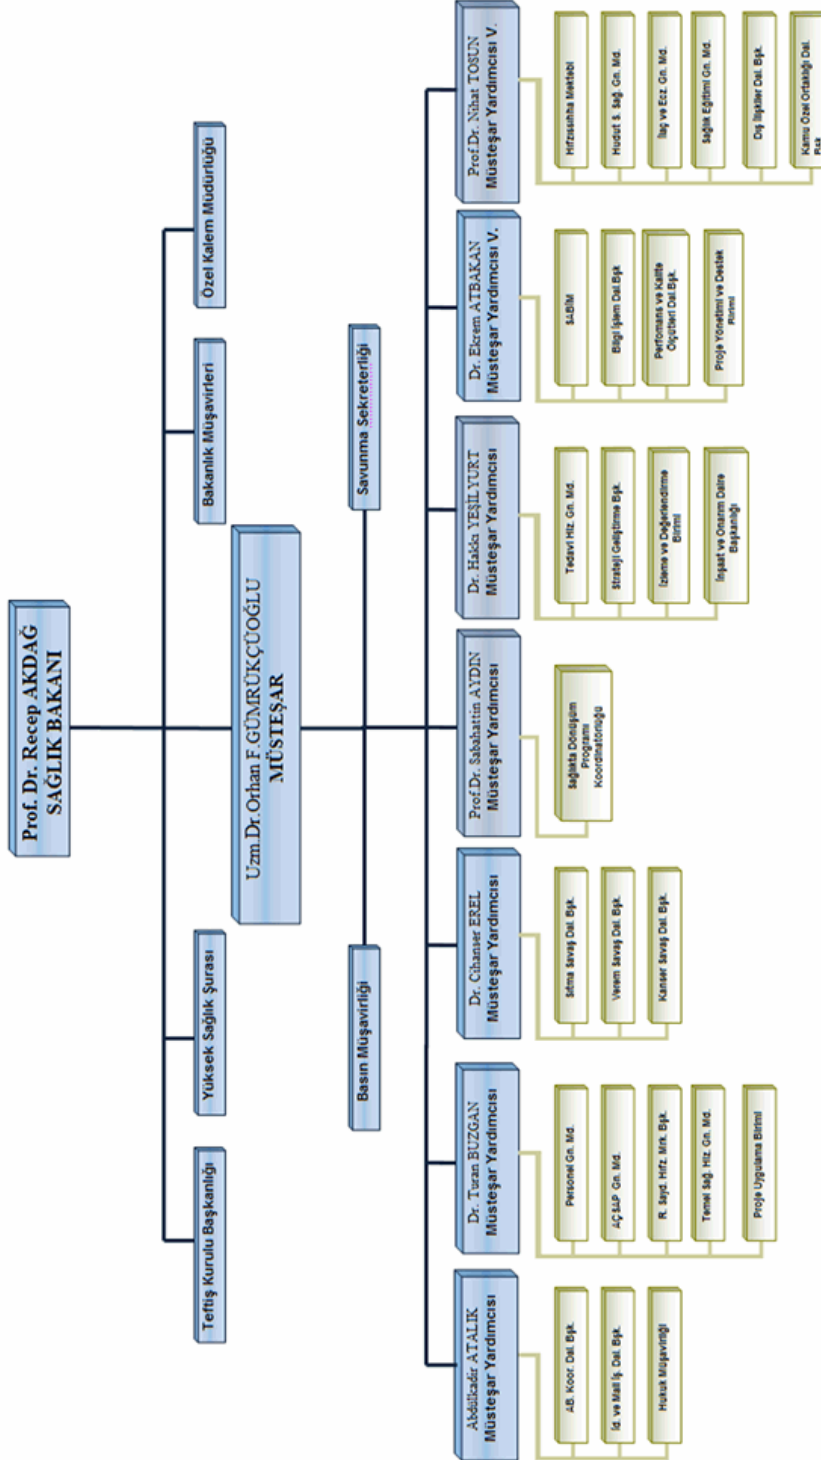 Prof. Dr. Recep AKDAĞ
SAĞLIK BAKANI
Teftiş Kurulu Başkanlığı
Yüksek Sağlık Şurası
Bakanlık Müşavirleri
Özel Kalem Müdürlüğü
Uzm.Dr.Orhan F.GÜMRÜKÇÜOĞLU
MÜSTEŞAR
Basın Müşavirliği
Savunma Sekreterliği
Abdülkadir ATALIK
Müsteşar Yardımcısı
AB. Koor. Dai. Bşk.
İd. ve Mali İş. Dai. Bşk.
Hukuk Müşavirliği
Dr. Turan BUZGAN
Müsteşar Yardımcısı
Personel Gn. Md.
AÇSAP Gn. Md.
R. Sayd. Hıfz. Mrk. Bşk.
Temel Sağ. Hiz. Gn. Md.
Proje Uygulama Birimi
Dr. Cihanser EREL
Müsteşar Yardımcısı
Sıtma Savaş Dai. Bşk.
Verem Savaş Dai. Bşk.
Kanser Savaş Dai. Bşk.
Prof.Dr. Sabahattin AYDIN
Müsteşar Yardımcısı
Sağlıkta Dönüşüm
Programı
Koordinatörlüğü
Dr. Hakkı YEŞİLYURT
Müsteşar Yardımcısı
Tedavi Hiz. Gn. Md.
Strateji Geliştirme Bşk.
İzleme ve Değerlendirme
Birimi
İnşaat ve Onarım Daire
Başkanlığı
Dr. Ekrem ATBAKAN
Müsteşar Yardımcısı V.
SABİM
Bilgi İşlem Dai.Bşk
Perfomans ve Kalite
Ölçütleri Dai.Bşk.
Proje Yönetimi ve Destek
Birimi
Prof.Dr. Nihat TOSUN
Müsteşar Yardımcısı V.
Hıfzıssıhha Mektebi
Hudut S. Sağ. Gn. Md.
İlaç ve Ecz. Gn. Md.
Sağlık Eğitimi Gn. Md.
Dış İlişkiler Dai. Bşk.
Kamu Özel Ortaklığı Dai.
Bşk